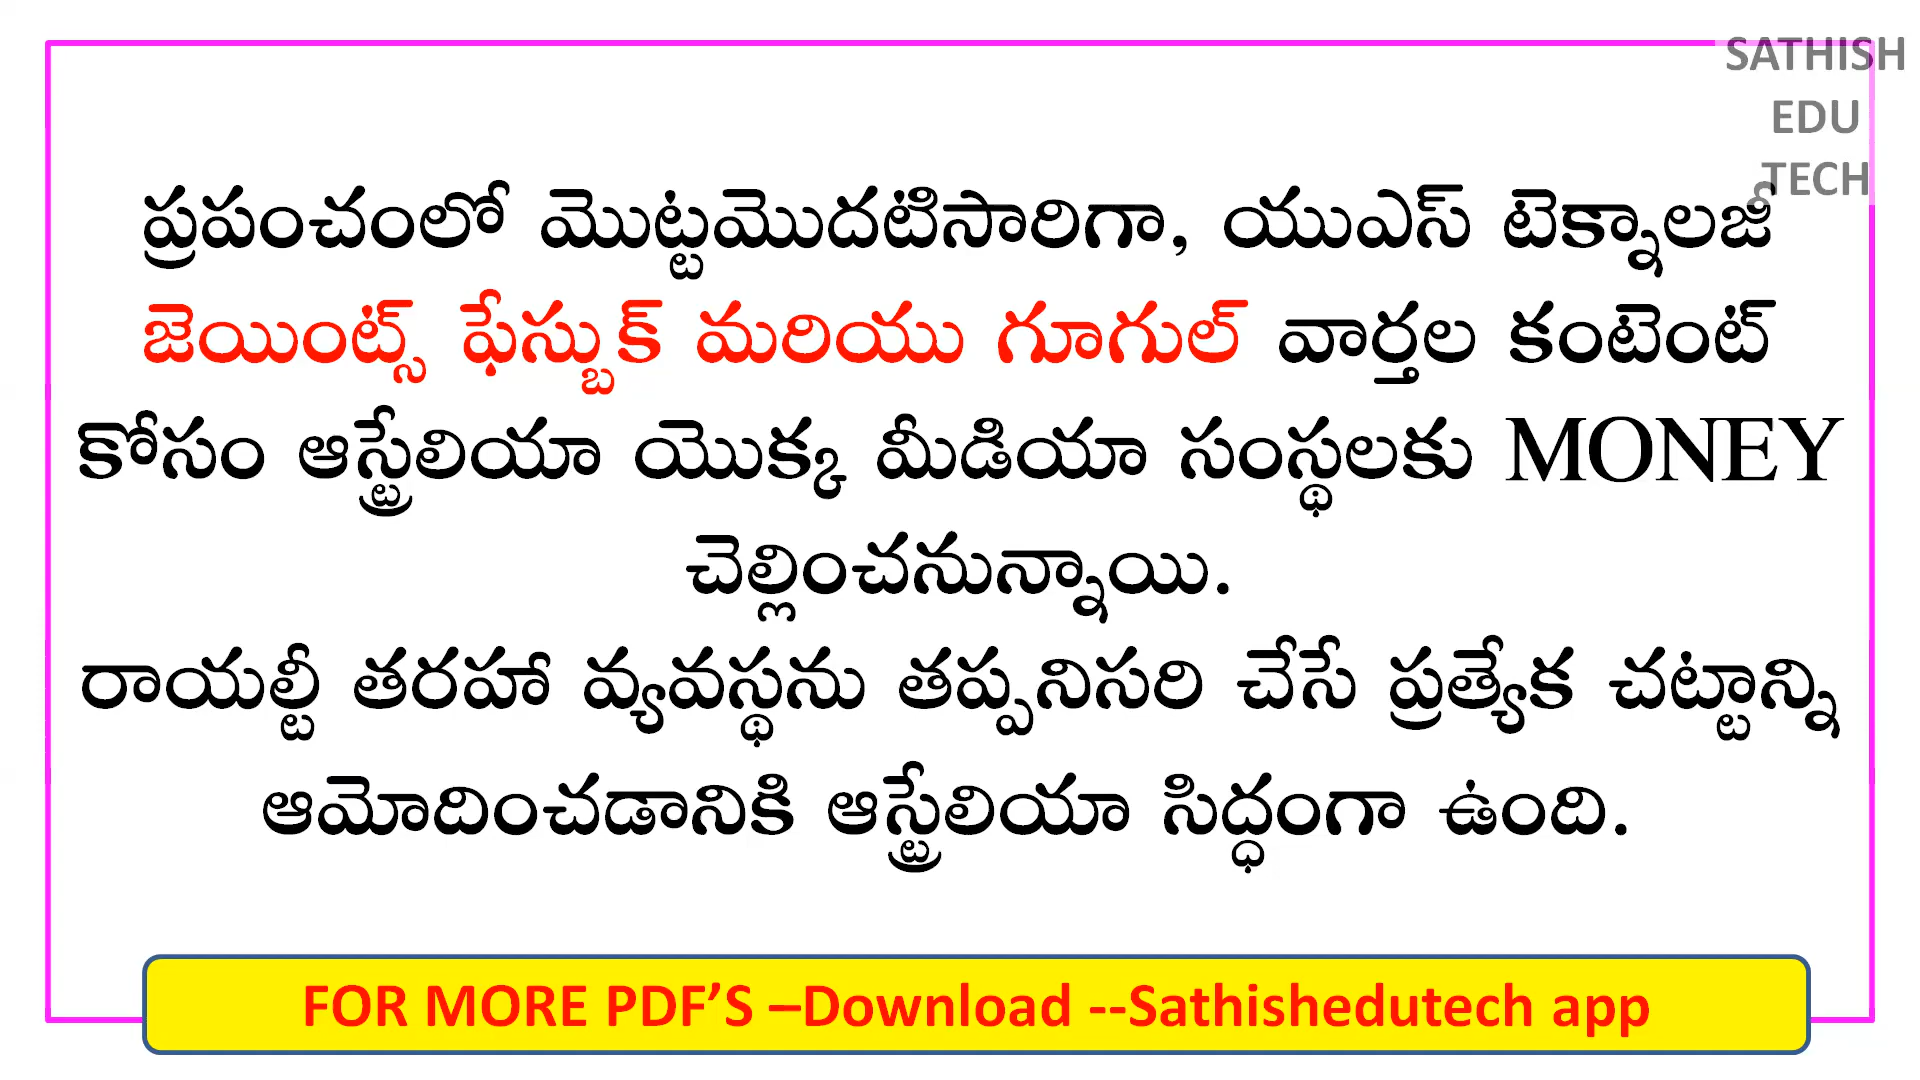 SATHISH
EDU
TECH
ప్రపంచంలో మొట్టమొదటిసారిగా, యుఎస్ టెక్నాలజీ
జెయింట్స్ ఫేస్బుక్ మరియు గూగుల్ వార్తల కంటెంట్
కోసం ఆస్ట్రేలియా యొక్క మీడియా సంస్థలకు MONEY
చెల్లించనున్నాయి.
రాయల్టీ తరహా వ్యవస్థను తప్పనిసరి చేసే ప్రత్యేక చట్టాన్ని
ఆమోదించడానికి ఆస్ట్రేలియా సిద్ధంగా ఉంది.
FOR MORE PDF’S –Download --Sathishedutech app